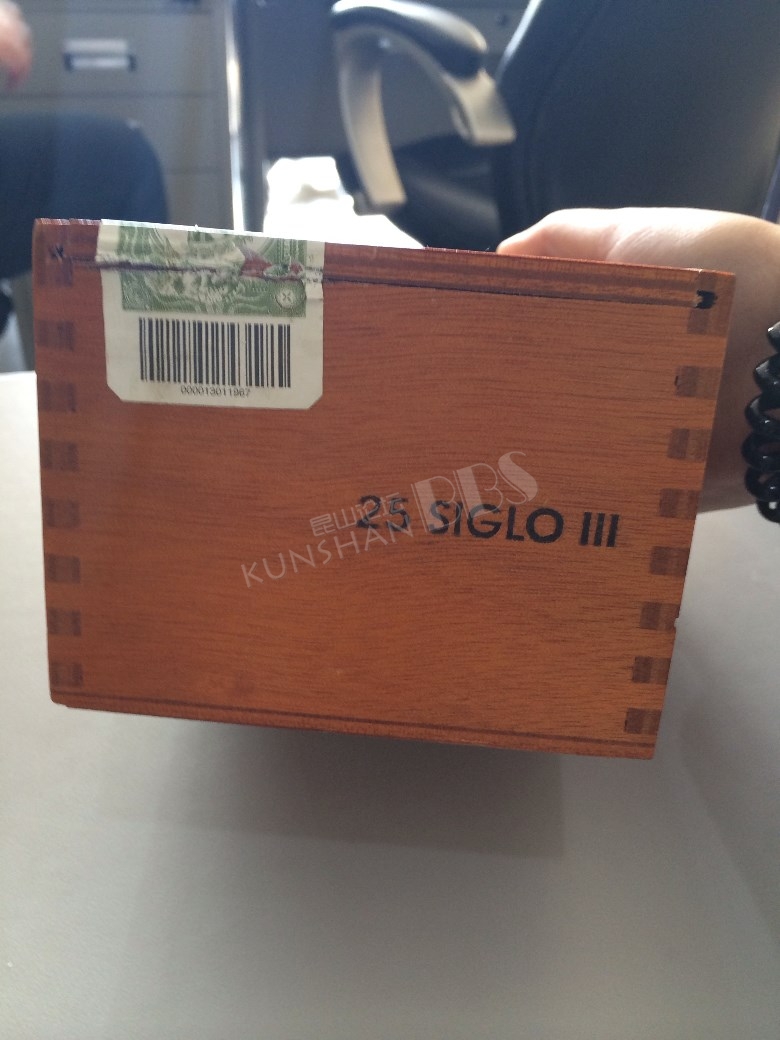 000013011967
25 SIGLO III
昆山论坛 BBS
KUNSHAN